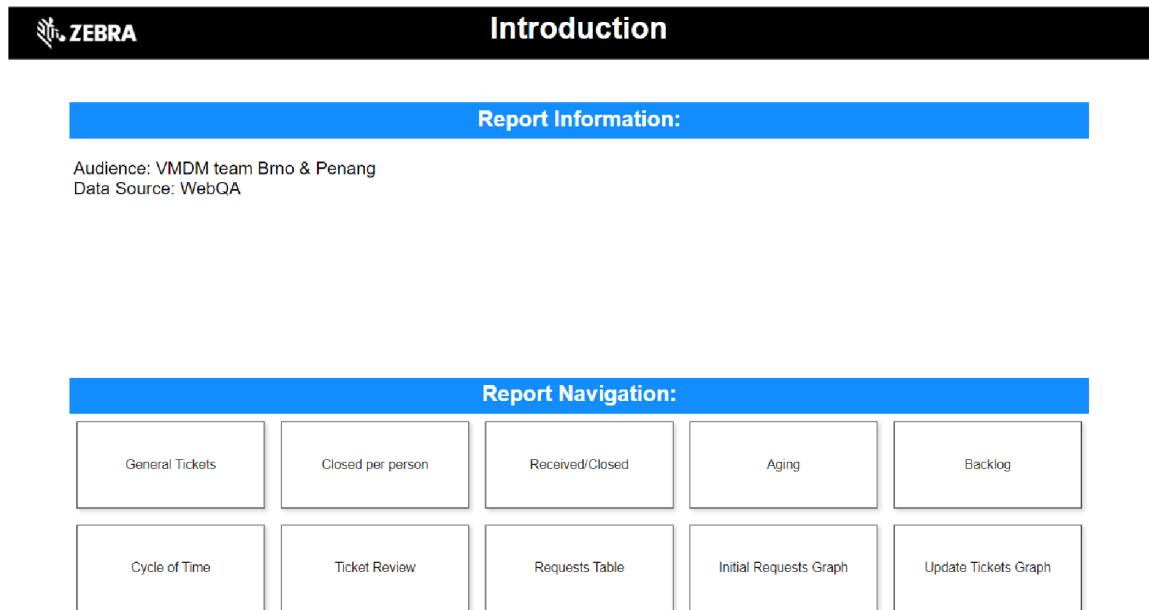 ZEBRA
Introduction
Report Information:
Audience: VMDM team Brno & Penang
Data Source: WebQA
Report Navigation:
General Tickets
Closed per person
Received/Closed
Aging
Backlog
Cycle of Time
Ticket Review
Requests Table
Initial Requests Graph
Update Tickets Graph